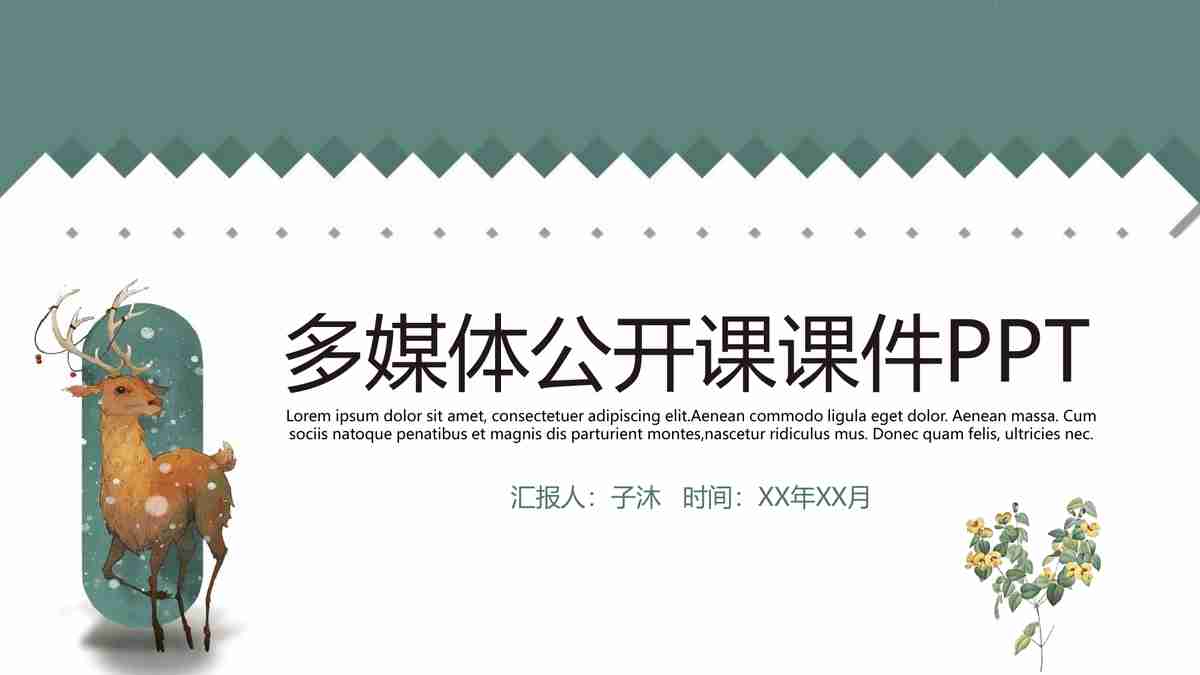 多媒体公开课课件PPT
Lorem ipsum dolor sit amet, consectetuer adipiscing elit.Aenean commodo ligula eget dolor. Aenean massa. Cum
sociis natoque penatibus et magnis dis parturient montes,nascetur ridiculus mus. Donec quam felis, ultricies nec.
汇报人：子沐 时间：XX年XX月